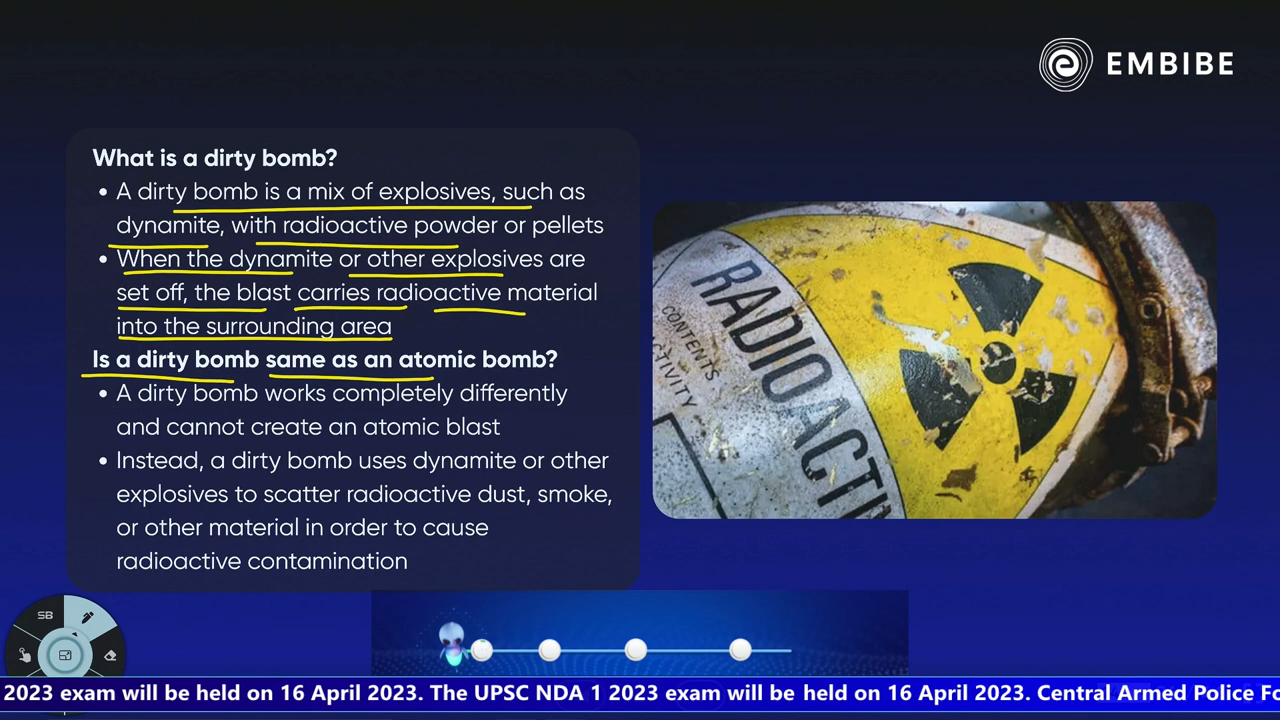 EMBIBE
What is a dirty bomb?
• A dirty bomb is a mix of explosives, such as
dynamite, with radioactive powder or pellets
• When the dynamite or other explosives are
set off, the blast carries radioactive material
into the surrounding area
Is a dirty bomb same as an atomic bomb?
• A dirty bomb works completely differently
and cannot create an atomic blast
• Instead, a dirty bomb uses dynamite or other
explosives to scatter radioactive dust, smoke,
or other material in order to cause
radioactive contamination
RADIOACTI
CONTENTS
CTIVITY
SB
2023 exam will be held on 16 April 2023. The UPSC NDA 1 2023 exam will be held on 16 April 2023. Central Armed Police Fo